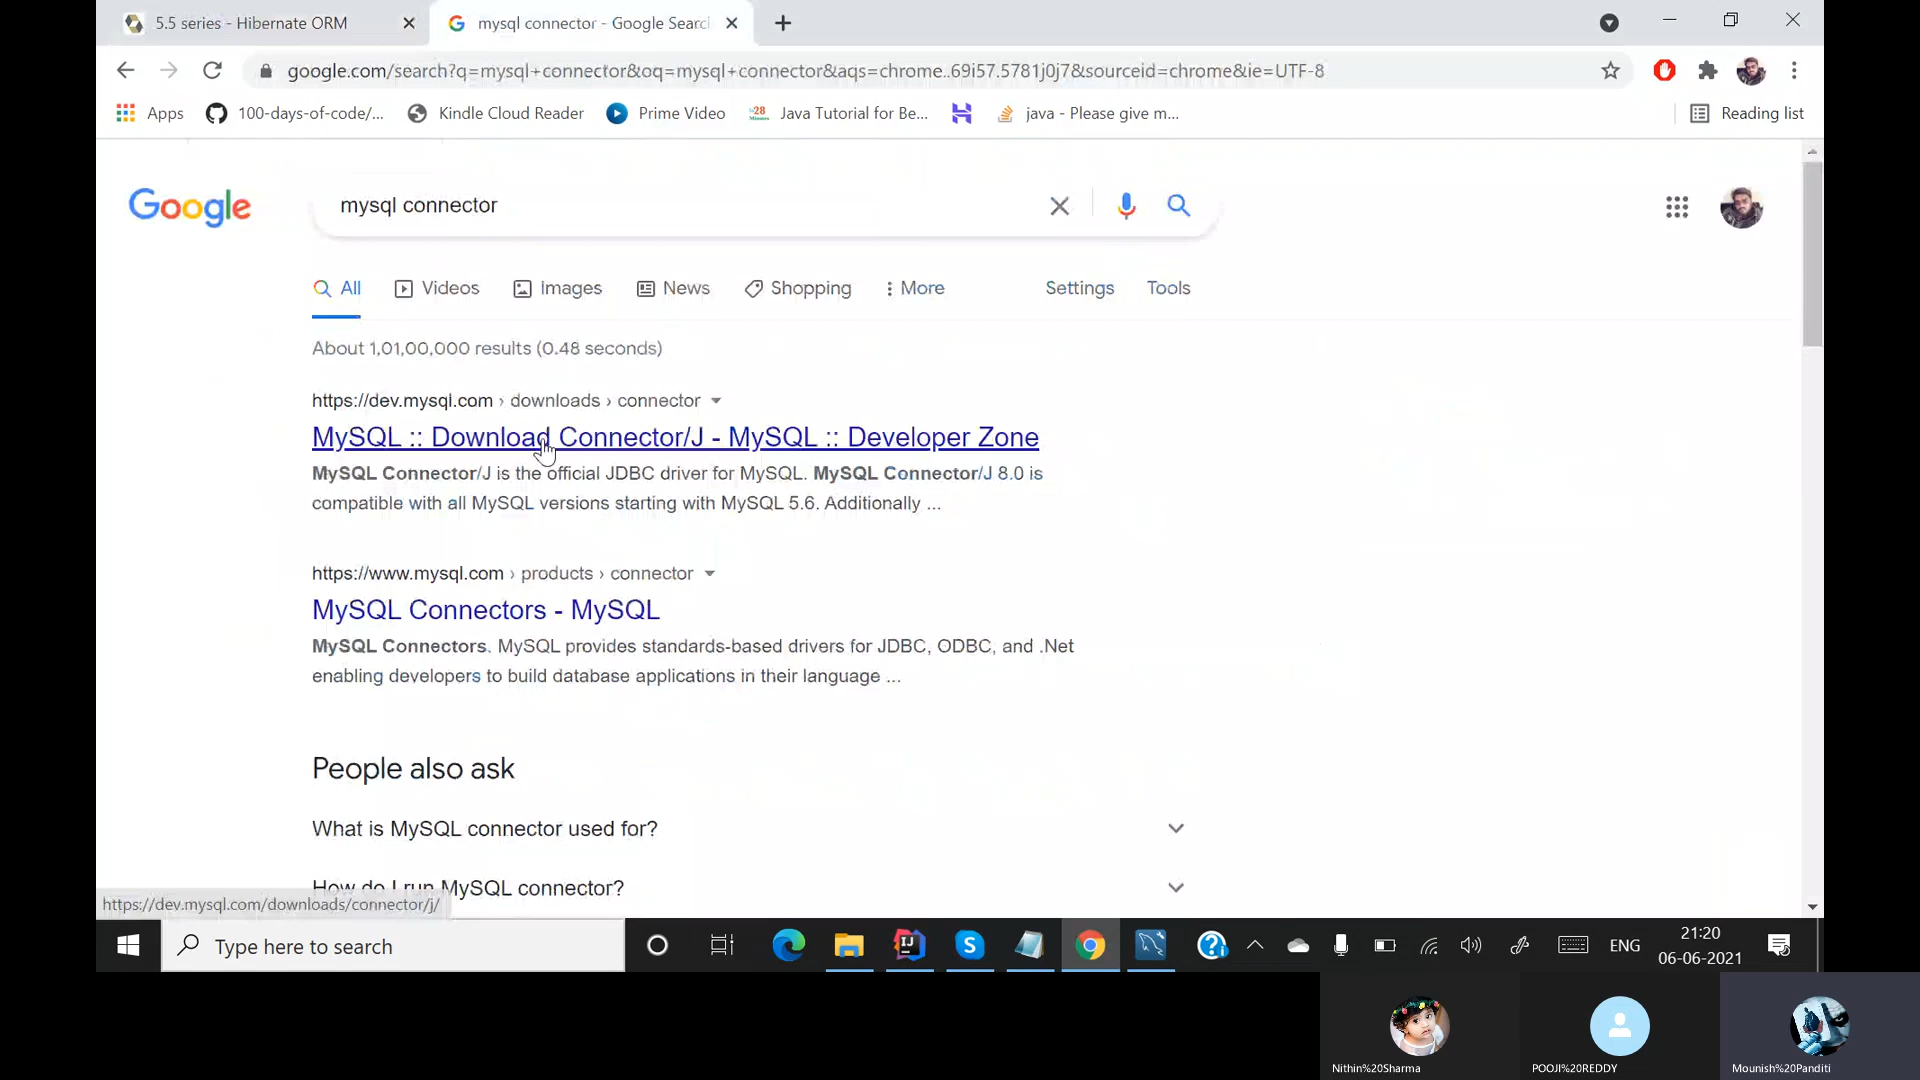 5.5 series - Hibernate ORM
mysql connector - Google Searc
google.com/search?q=mysql+connector&oq=mysql+connector&aqs=chrome..69i57.5781j0j7&sourceid=chrome&ie=UTF-8
Apps
100-days-of-code/...
Kindle Cloud Reader
Prime Video
28 Minutes
Java Tutorial for Be...
java - Please give m...
Reading list
Google
mysql connector
All
Videos
Images
News
Shopping
More
Settings
Tools
About 1,01,00,000 results (0.48 seconds)
https://dev.mysql.com › downloads › connector
MySQL :: Download Connector/J - MySQL :: Developer Zone
MySQL Connector/J is the official JDBC driver for MySQL. MySQL Connector/J 8.0 is
compatible with all MySQL versions starting with MySQL 5.6. Additionally ...
https://www.mysql.com › products › connector
MySQL Connectors - MySQL
MySQL Connectors. MySQL provides standards-based drivers for JDBC, ODBC, and .Net
enabling developers to build database applications in their language ...
People also ask
What is MySQL connector used for?
How do I run MySQL connector?
https://dev.mysql.com/downloads/connector/j/
Type here to search
ENG
21:20
06-06-2021
Nithin%20Sharma
POOJI%20REDDY
Mounish%20Panditi